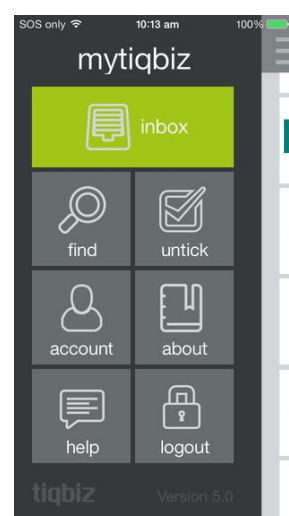 SOS only 10:13 am 100%
mytiqbiz
inbox
find untick
account about
help logout
tiqbiz Version 5.0